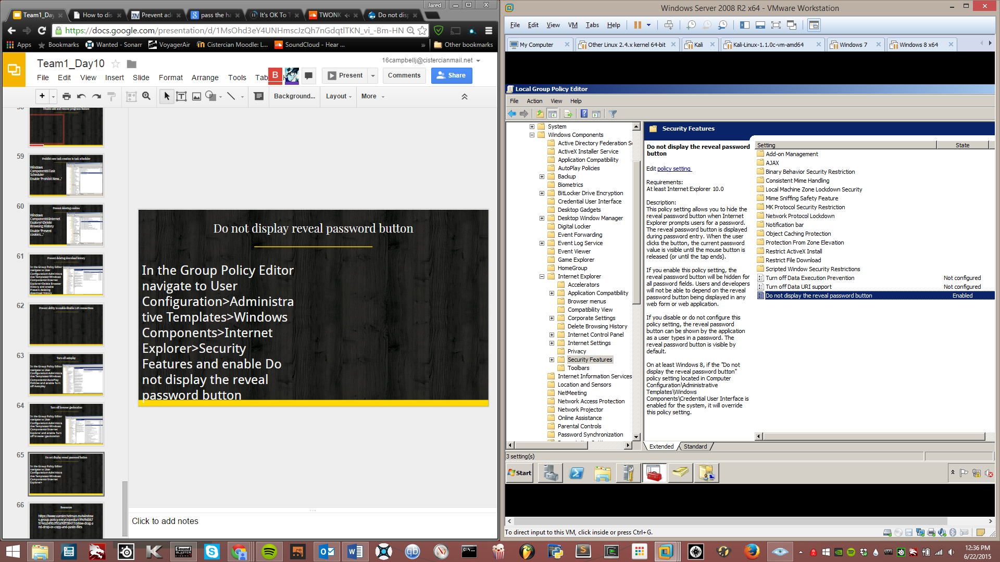 Jared
Team1_Day
How to dis
Prevent ad
pass the ha
It's OK To T
TWONK
Do not disp
https://docs.google.com/presentation/d/1MsOhd3eY4UNHmscJzQh7nGdqtlTKN_vi_-Bm-HN
Apps
Bookmarks
Wanted - Sonarr
VoyagerAir
Cistercian Moodle: L...
SoundCloud - Hear ...
»
Other bookmarks
Team1_Day10
16campbellj@cistercianmail.net
File Edit View Insert Slide Format Arrange Tools Tab
B
Present
Comments
Share
Background...
Layout
More
Disable add and remove programs feature
59
Prohibit new task creation in task scheduler
Windows
Components\Task
Scheduler
Enable 'Prohibit New...'
60
Prevent deleting cookies
Windows
Components\Internet
Explorer\Delete
Browsing History
Enable 'Prevent
cookies...'
61
Prevent deleting download history
In the Group Policy Editor
navigate to User
Configuration>Administra
tive Templates>Windows
Components>Internet
Explorer>Delete Browser
History and enable
Prevent deleting
download history
62
Prevent ability to enable/disable LAN connections
63
Turn off autoplay
In the Group Policy Editor
navigate to User
Configuration>Administra
tive Templates>Windows
Components>AutoPlay
Policies and enable Turn
off Autoplay
64
Turn off browser geolocation
In the Group Policy Editor
navigate to User
Configuration>Administra
tive Templates>Windows
Components>Internet
Explorer and enable Turn
off browser geolocation
65
Do not display reveal password button
In the Group Policy Editor
navigate to User
Configuration>Administra
tive Templates>Windows
Components>Internet
Explorer>
66
Resources
Do not display reveal password button
In the Group Policy Editor
navigate to User
Configuration>Administra
tive Templates>Windows
Components>Internet
Explorer>Security
Features and enable Do
not display the reveal
password button
Click to add notes
Windows Server 2008 R2 x64 - VMware Workstation
File Edit View VM Tabs Help
My Computer
Other Linux 2.4.x kernel 64-bit
Kali
Kali-Linux-1.1.0c-vm-amd64
Windows 7
Windows 8 x64
Local Group Policy Editor
File Action View Help
System
Windows Components
Active Directory Federation Se
ActiveX Installer Service
Application Compatibility
AutoPlay Policies
Backup
Biometrics
BitLocker Drive Encryption
Credential User Interface
Desktop Gadgets
Desktop Window Manager
Digital Locker
Event Forwarding
Event Log Service
Event Viewer
Game Explorer
HomeGroup
Internet Explorer
Accelerators
Application Compatibility
Browser menus
Compatibility View
Corporate Settings
Delete Browsing History
Internet Control Panel
Internet Settings
Privacy
Security Features
Toolbars
Internet Information Services
Location and Sensors
NetMeeting
Network Access Protection
Network Projector
Online Assistance
Parental Controls
Password Synchronization
Security Features
Do not display the reveal password
button
Edit policy setting
Requirements:
At least Internet Explorer 10.0
Description:
This policy setting allows you to hide the
reveal password button when Internet
Explorer prompts users for a password.
The reveal password button is displayed
during password entry. When the user
clicks the button, the current password
value is visible until the mouse button is
released (or until the tap ends).
If you enable this policy setting, the
reveal password button will be hidden for
all password fields. Users and developers
will not be able to depend on the reveal
password button being displayed in any
web form or web application.
If you disable or do not configure this
policy setting, the reveal password
button can be shown by the application
as a user types in a password. The
reveal password button is visible by
default.
On at least Windows 8, if the "Do not
display the reveal password button"
policy setting located in Computer
Configuration\Administrative
Templates\Windows
Components\Credential User Interface is
enabled for the system, it will override
this policy setting.
Setting State
Add-on Management
AJAX
Binary Behavior Security Restriction
Consistent Mime Handling
Local Machine Zone Lockdown Security
Mime Sniffing Safety Feature
MK Protocol Security Restriction
Network Protocol Lockdown
Notification bar
Object Caching Protection
Protection From Zone Elevation
Restrict ActiveX Install
Restrict File Download
Scripted Window Security Restrictions
Turn off Data Execution Prevention Not configured
Turn off Data URI support Not configured
Do not display the reveal password button Enabled
Extended Standard
3 setting(s)
Start
To direct input to this VM, click inside or press Ctrl+G.
12:36 PM
6/22/2015